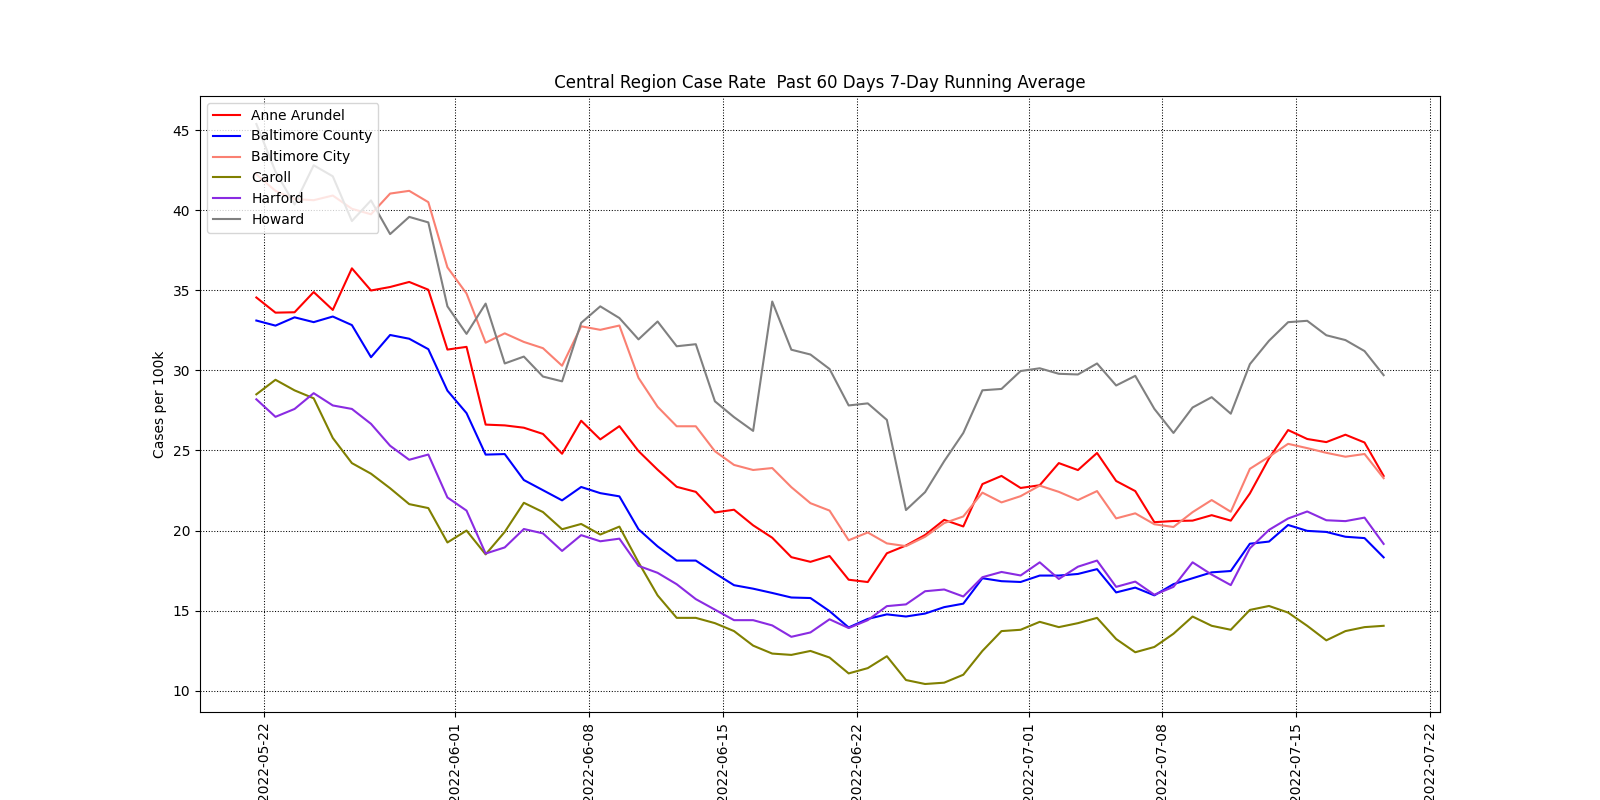 Central Region Case Rate  Past 60 Days 7-Day Running Average
Anne Arundel
Baltimore County
Baltimore City
Caroll
Harford
Howard
Cases per 100k
45
40
35
30
25
20
15
10
2022-05-22
2022-06-01
2022-06-08
2022-06-15
2022-06-22
2022-07-01
2022-07-08
2022-07-15
2022-07-22